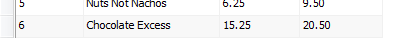 5 Nuts Not Nachos 6.25 9.50
6 Chocolate Excess 15.25 20.50